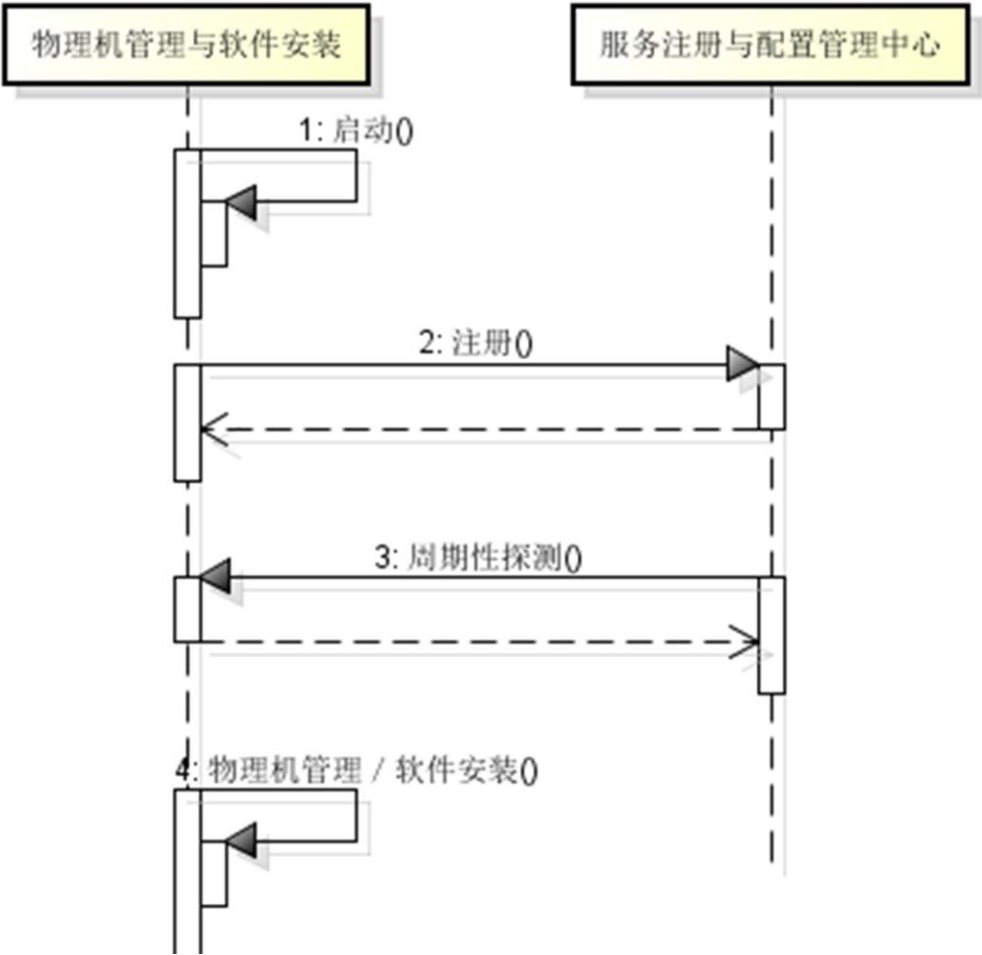 物理机管理与软件安装
服务注册与配置管理中心
1: 启动()
2: 注册()
3: 周期性探测()
4: 物理机管理 / 软件安装()